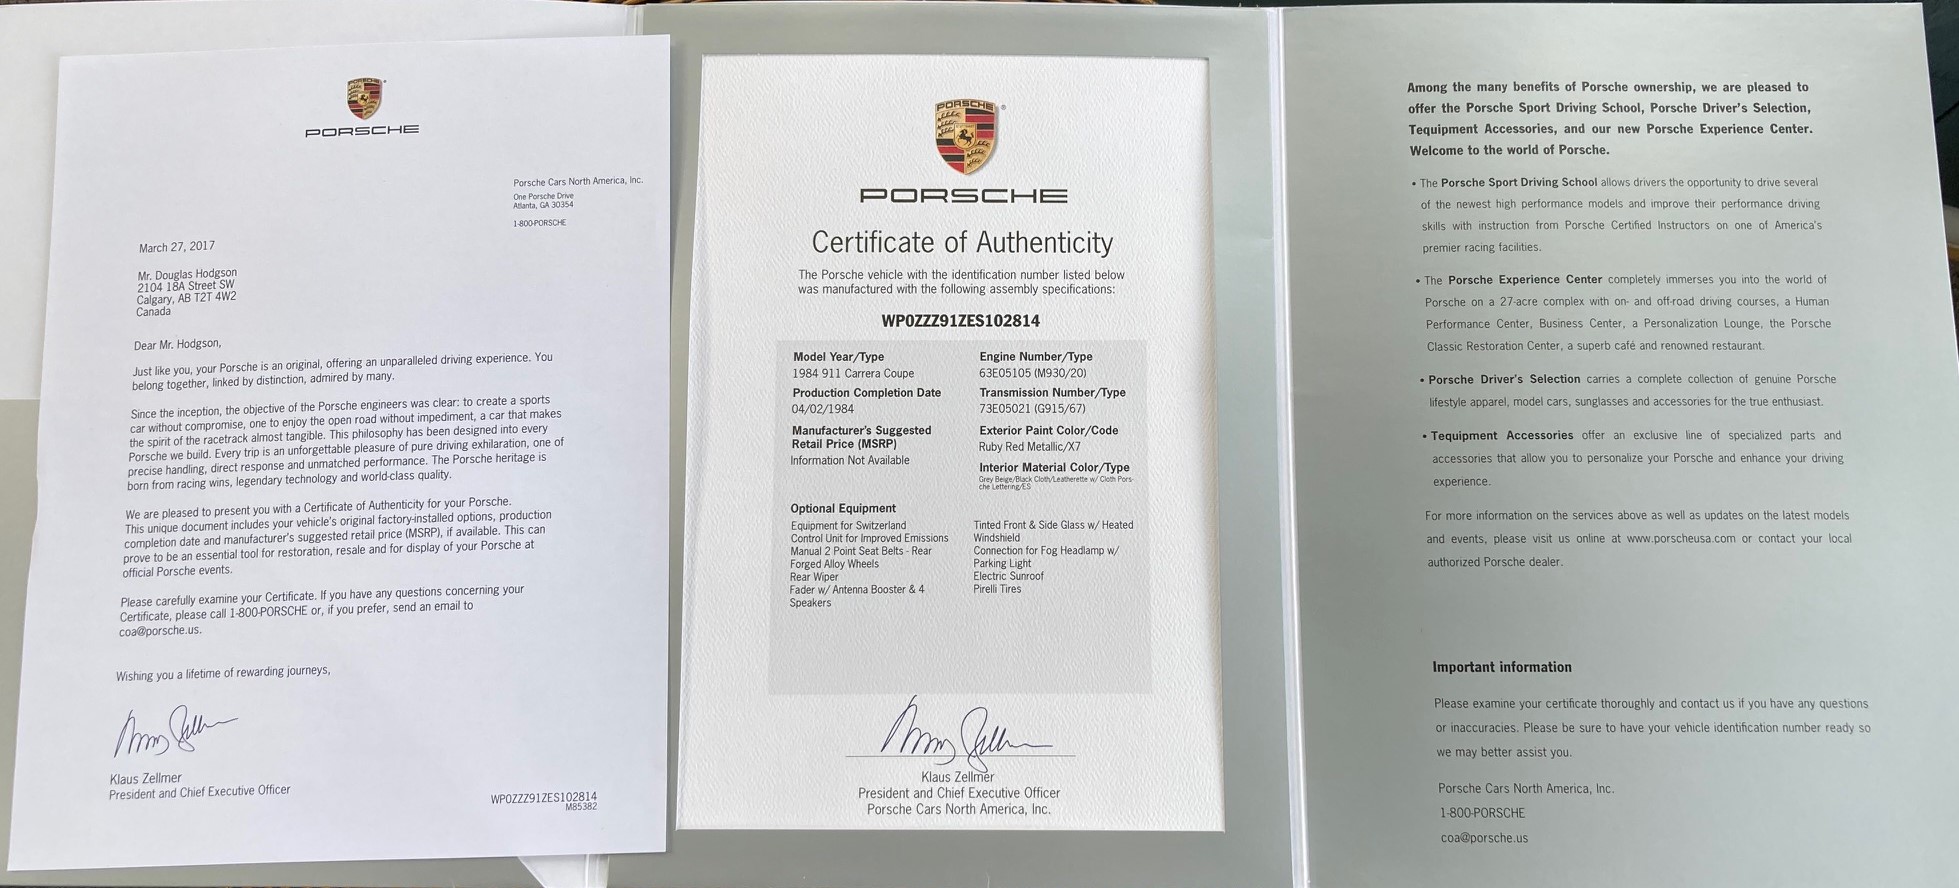 PORSCHE
PORSCHE
Porsche Cars North America, Inc.
One Porsche Drive
Atlanta, GA 30354
1-800-PORSCHE
March 27, 2017
Mr. Douglas Hodgson
2104 18A Street SW
Calgary, AB T2T 4W2
Canada
Dear Mr. Hodgson,
Just like you, your Porsche is an original, offering an unparalleled driving experience. You
belong together, linked by distinction, admired by many.
Since the inception, the objective of the Porsche engineers was clear: to create a sports
car without compromise, one to enjoy the open road without impediment, a car that makes
the spirit of the racetrack almost tangible. This philosophy has been designed into every
Porsche we build. Every trip is an unforgettable pleasure of pure driving exhilaration, one of
precise handling, direct response and unmatched performance. The Porsche heritage is
born from racing wins, legendary technology and world-class quality.
We are pleased to present you with a Certificate of Authenticity for your Porsche.
This unique document includes your vehicle's original factory-installed options, production
completion date and manufacturer's suggested retail price (MSRP), if available. This can
prove to be an essential tool for restoration, resale and for display of your Porsche at
official Porsche events.
Please carefully examine your Certificate. If you have any questions concerning your
Certificate, please call 1-800-PORSCHE or, if you prefer, send an email to
coa@porsche.us.
Wishing you a lifetime of rewarding journeys,
Klaus Zellmer
President and Chief Executive Officer
WP0ZZZ91ZES102814
M85382
PORSCHE
PORSCHE
Certificate of Authenticity
The Porsche vehicle with the identification number listed below
was manufactured with the following assembly specifications:
WP0ZZZ91ZES102814
Model Year/Type
1984 911 Carrera Coupe
Production Completion Date
04/02/1984
Manufacturer's Suggested
Retail Price (MSRP)
Information Not Available
Engine Number/Type
63E05105 (M930/20)
Transmission Number/Type
73E05021 (G915/67)
Exterior Paint Color/Code
Ruby Red Metallic/X7
Interior Material Color/Type
Grey Beige/Black Cloth/Leatherette w/ Cloth Pors-
che Lettering/ES
Optional Equipment
Equipment for Switzerland
Control Unit for Improved Emissions
Manual 2 Point Seat Belts - Rear
Forged Alloy Wheels
Rear Wiper
Fader w/ Antenna Booster & 4
Speakers
Tinted Front & Side Glass w/ Heated
Windshield
Connection for Fog Headlamp w/
Parking Light
Electric Sunroof
Pirelli Tires
Klaus Zellmer
President and Chief Executive Officer
Porsche Cars North America, Inc.
Among the many benefits of Porsche ownership, we are pleased to
offer the Porsche Sport Driving School, Porsche Driver's Selection,
Tequipment Accessories, and our new Porsche Experience Center.
Welcome to the world of Porsche.
• The Porsche Sport Driving School allows drivers the opportunity to drive several
of the newest high performance models and improve their performance driving
skills with instruction from Porsche Certified Instructors on one of America's
premier racing facilities.
• The Porsche Experience Center completely immerses you into the world of
Porsche on a 27-acre complex with on- and off-road driving courses, a Human
Performance Center, Business Center, a Personalization Lounge, the Porsche
Classic Restoration Center, a superb café and renowned restaurant.
• Porsche Driver's Selection carries a complete collection of genuine Porsche
lifestyle apparel, model cars, sunglasses and accessories for the true enthusiast.
• Tequipment Accessories offer an exclusive line of specialized parts and
accessories that allow you to personalize your Porsche and enhance your driving
experience.
For more information on the services above as well as updates on the latest models
and events, please visit us online at www.porscheusa.com or contact your local
authorized Porsche dealer.
Important information
Please examine your certificate thoroughly and contact us if you have any questions
or inaccuracies. Please be sure to have your vehicle identification number ready so
we may better assist you.
Porsche Cars North America, Inc.
1-800-PORSCHE
coa@porsche.us